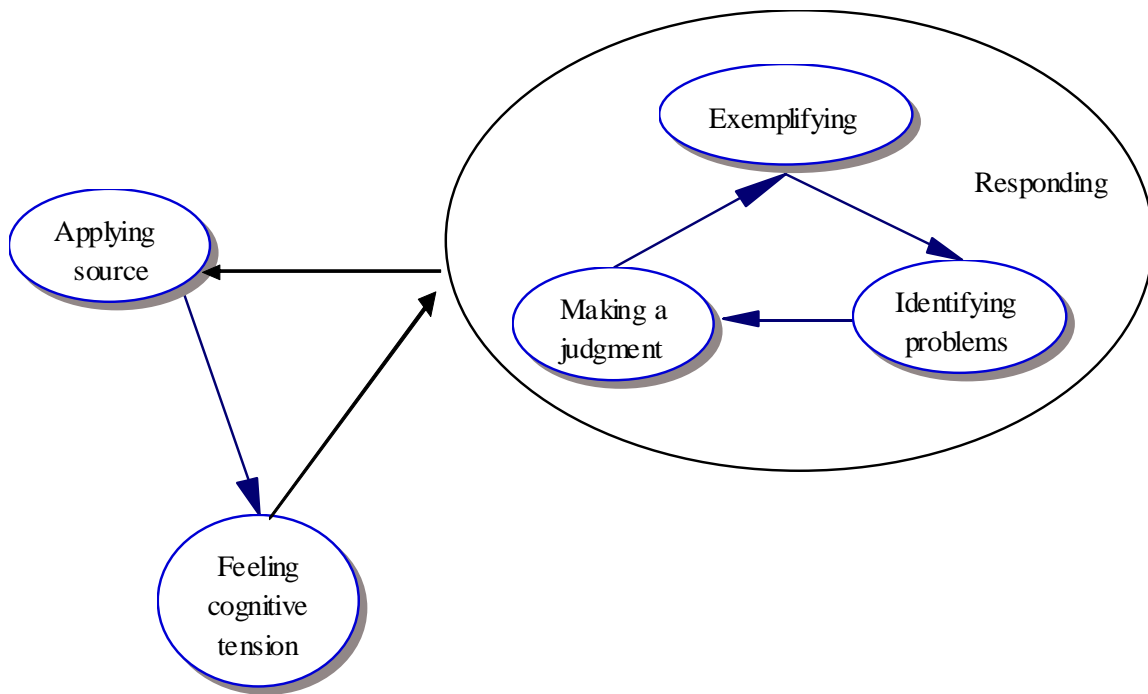 Exemplifying
Responding
Applying
source
Making a
judgment
Identifying
problems
Feeling
cognitive
tension